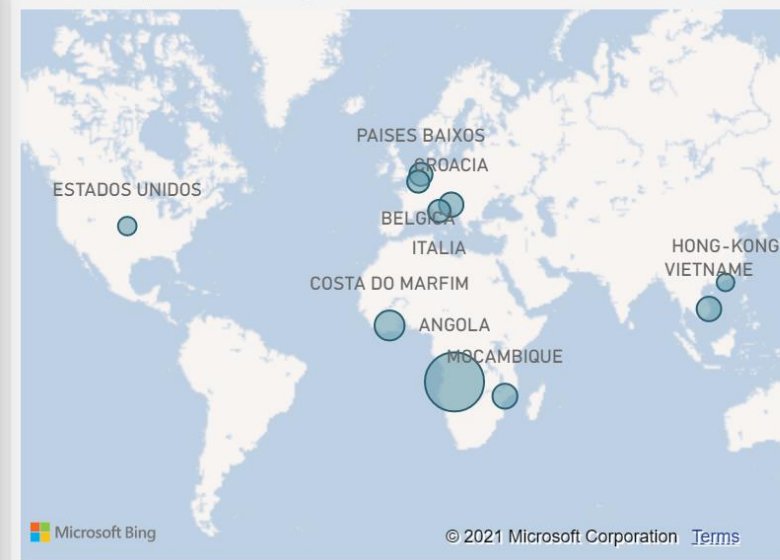 PAISES BAIXOS
CROACIA
ESTADOS UNIDOS
BELGICA
ITALIA
HONG-KONG
VIETNAME
COSTA DO MARFIM
ANGOLA
MOCAMBIQUE
Microsoft Bing
© 2021 Microsoft Corporation Terms